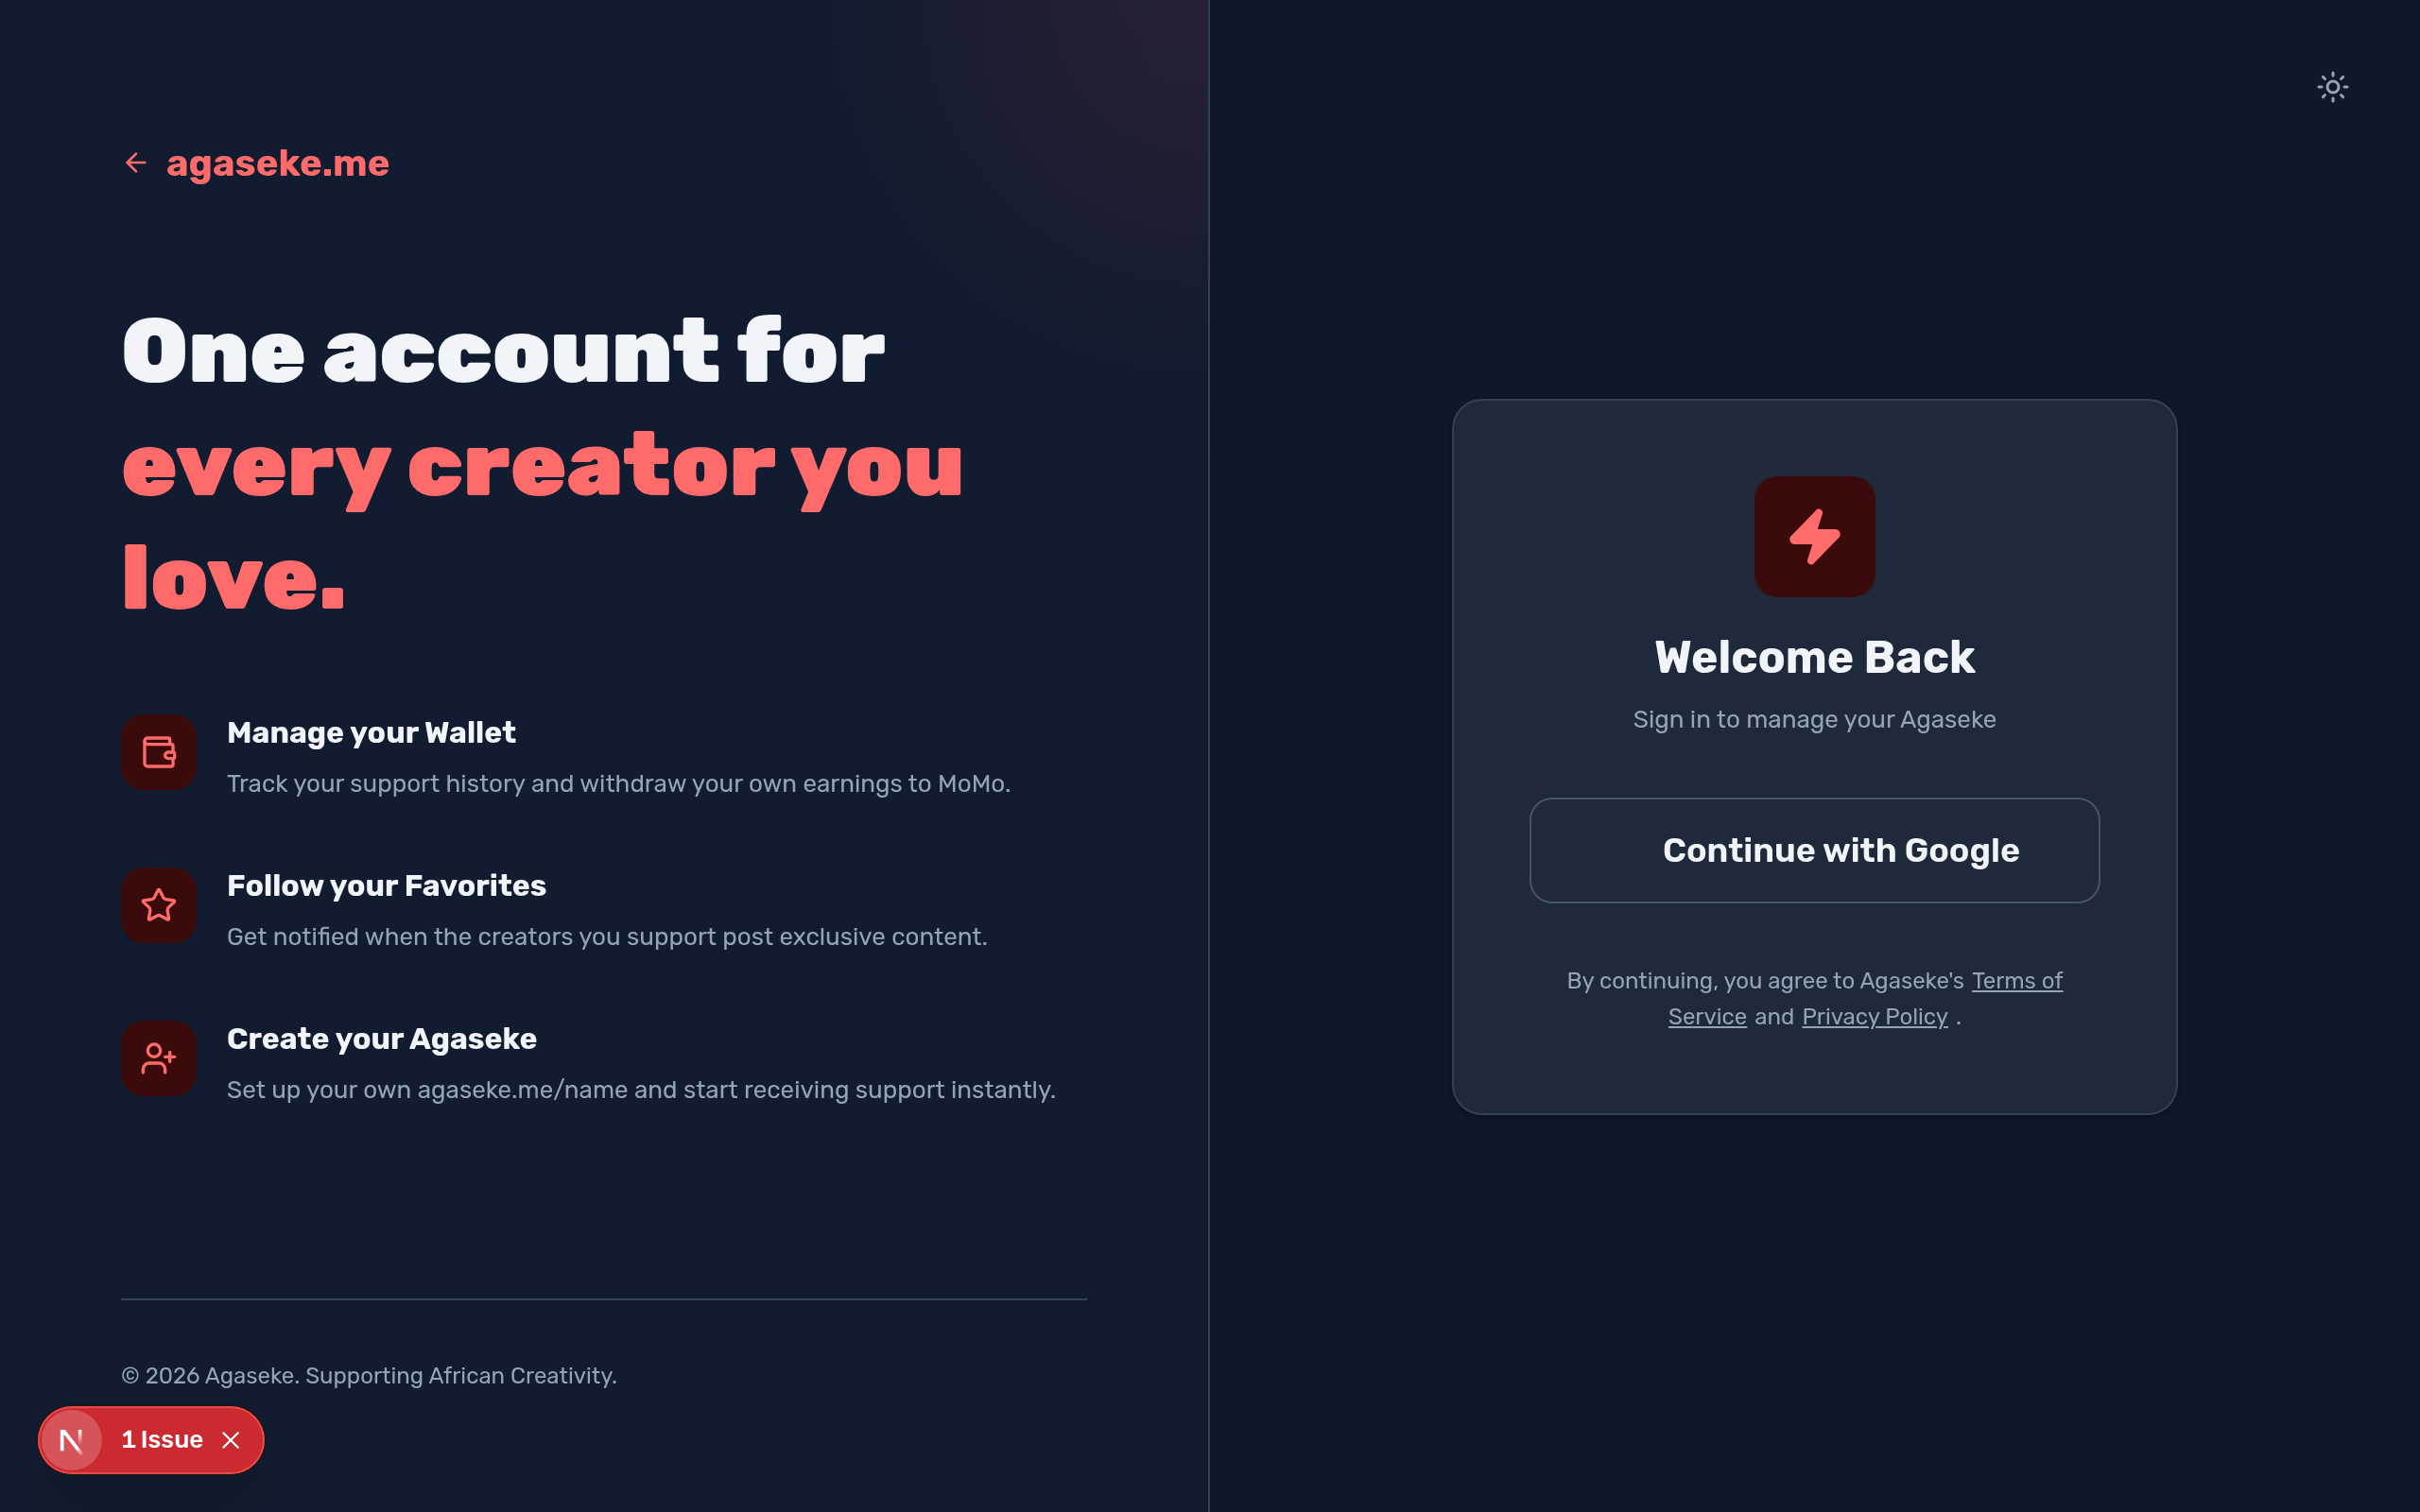 agaseke.me
One account for
every creator you
love.
Manage your Wallet
Track your support history and withdraw your own earnings to MoMo.
Follow your Favorites
Get notified when the creators you support post exclusive content.
Create your Agaseke
Set up your own agaseke.me/name and start receiving support instantly.
© 2026 Agaseke. Supporting African Creativity.
N
1 Issue
Welcome Back
Sign in to manage your Agaseke
Continue with Google
By continuing, you agree to Agaseke's Terms of
Service and Privacy Policy .